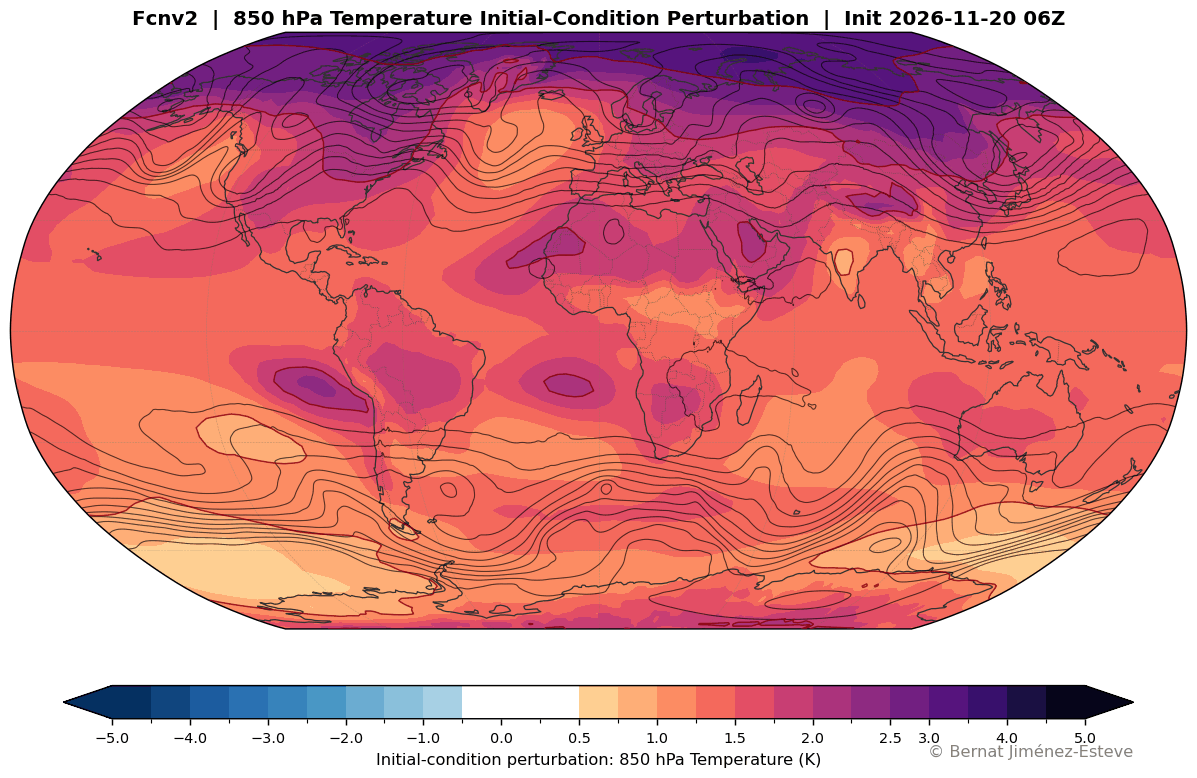 Fcnv2 | 850 hPa Temperature Initial-Condition Perturbation | Init 2026-11-20 06Z
−5.0 −4.0 −3.0 −2.0 −1.0 0.0 0.5 1.0 1.5 2.0 2.5 3.0 4.0 5.0
© Bernat Jiménez-Esteve
Initial-condition perturbation: 850 hPa Temperature (K)